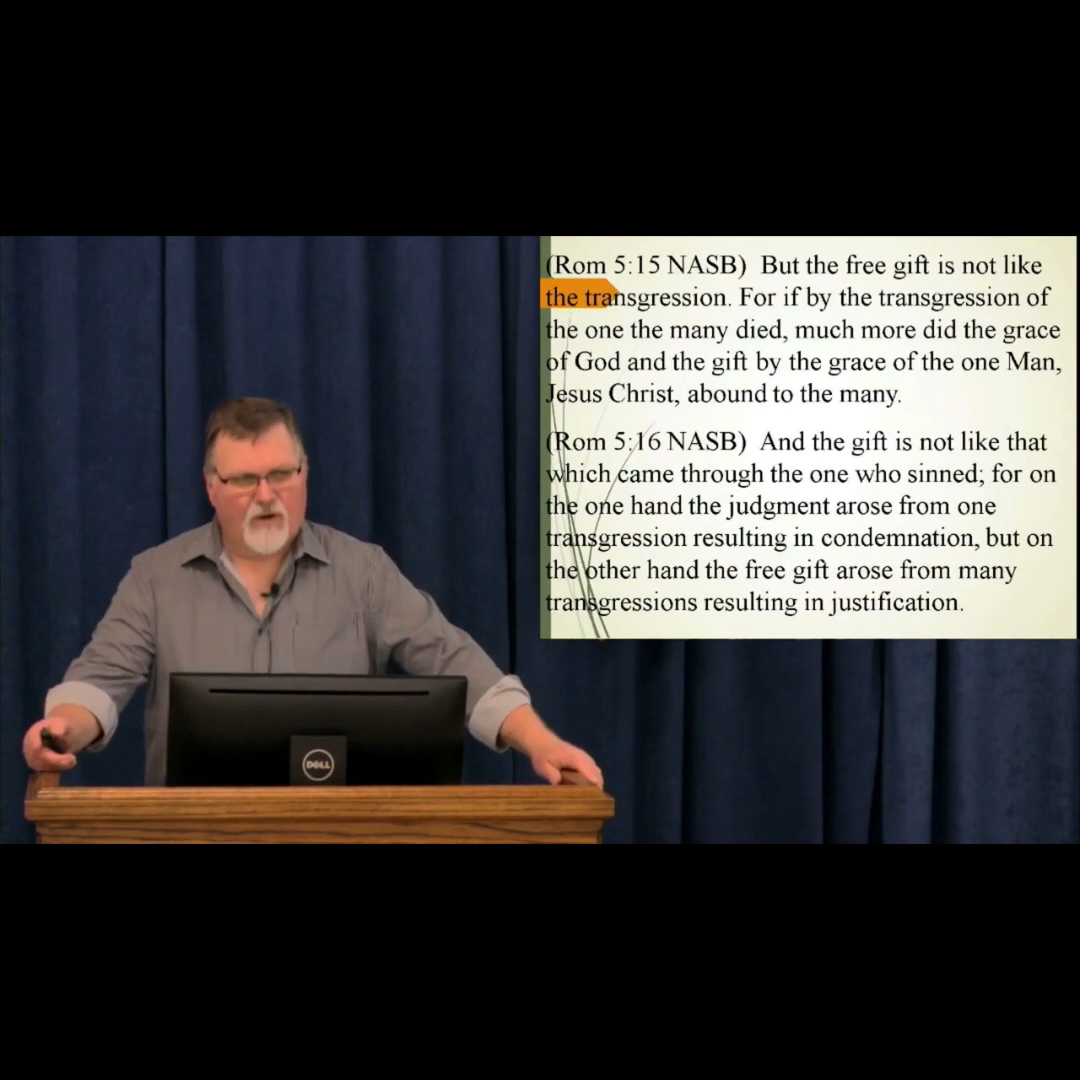 (Rom 5:15 NASB) But the free gift is not like
the transgression. For if by the transgression of
the one the many died, much more did the grace
of God and the gift by the grace of the one Man,
Jesus Christ, abound to the many.
(Rom 5:16 NASB) And the gift is not like that
which came through the one who sinned; for on
the one hand the judgment arose from one
transgression resulting in condemnation, but on
the other hand the free gift arose from many
transgressions resulting in justification.
DELL